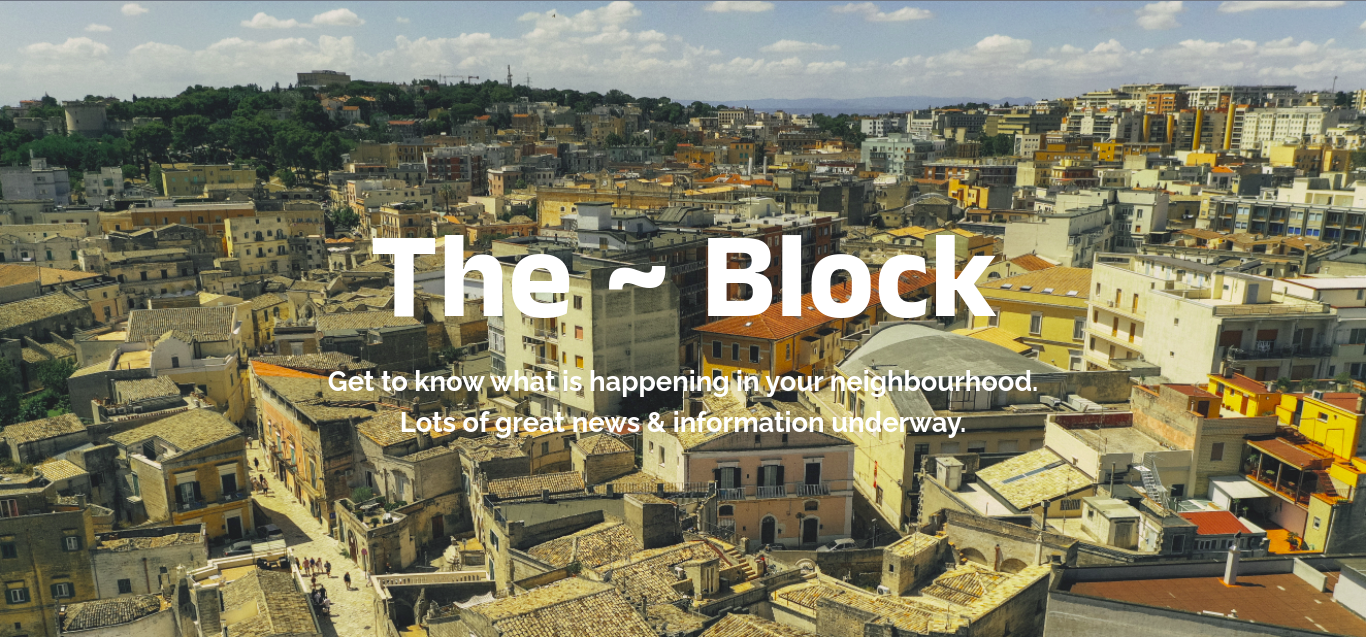 The ~ Block
Get to know what is happening in your neighbourhood.
Lots of great news & information underway.